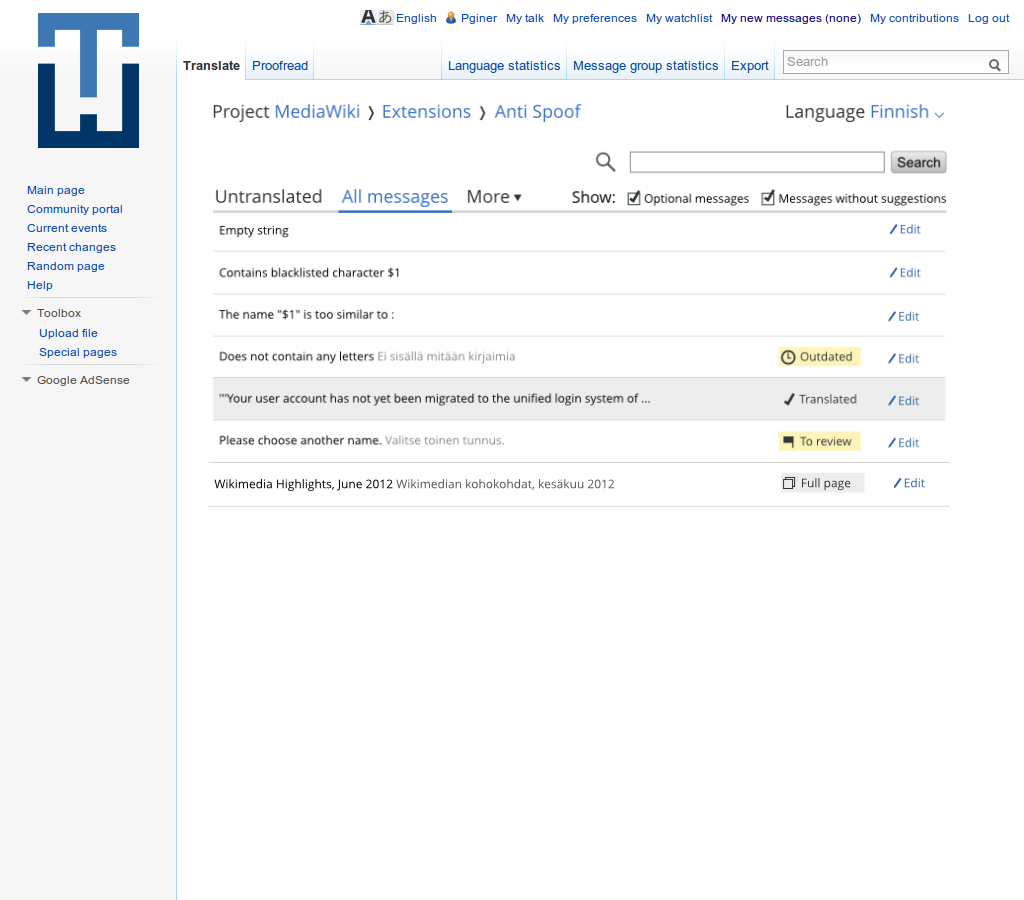 A あ English Pginer My talk My preferences My watchlist My new messages (none) My contributions Log out
Translate Proofread Language statistics Message group statistics Export Search
Project MediaWiki ❭ Extensions ❭ Anti Spoof Language Finnish
Search
Untranslated All messages More ▾ Show: Optional messages Messages without suggestions
Main page
Community portal
Current events
Recent changes
Random page
Help
Toolbox
Upload file
Special pages
Google AdSense
Empty string Edit
Contains blacklisted character $1 Edit
The name "$1" is too similar to : Edit
Does not contain any letters Ei sisällä mitään kirjaimia Outdated Edit
'''Your user account has not yet been migrated to the unified login system of ... Translated Edit
Please choose another name. Valitse toinen tunnus. To review Edit
Wikimedia Highlights, June 2012 Wikimedian kohokohdat, kesäkuu 2012 Full page Edit